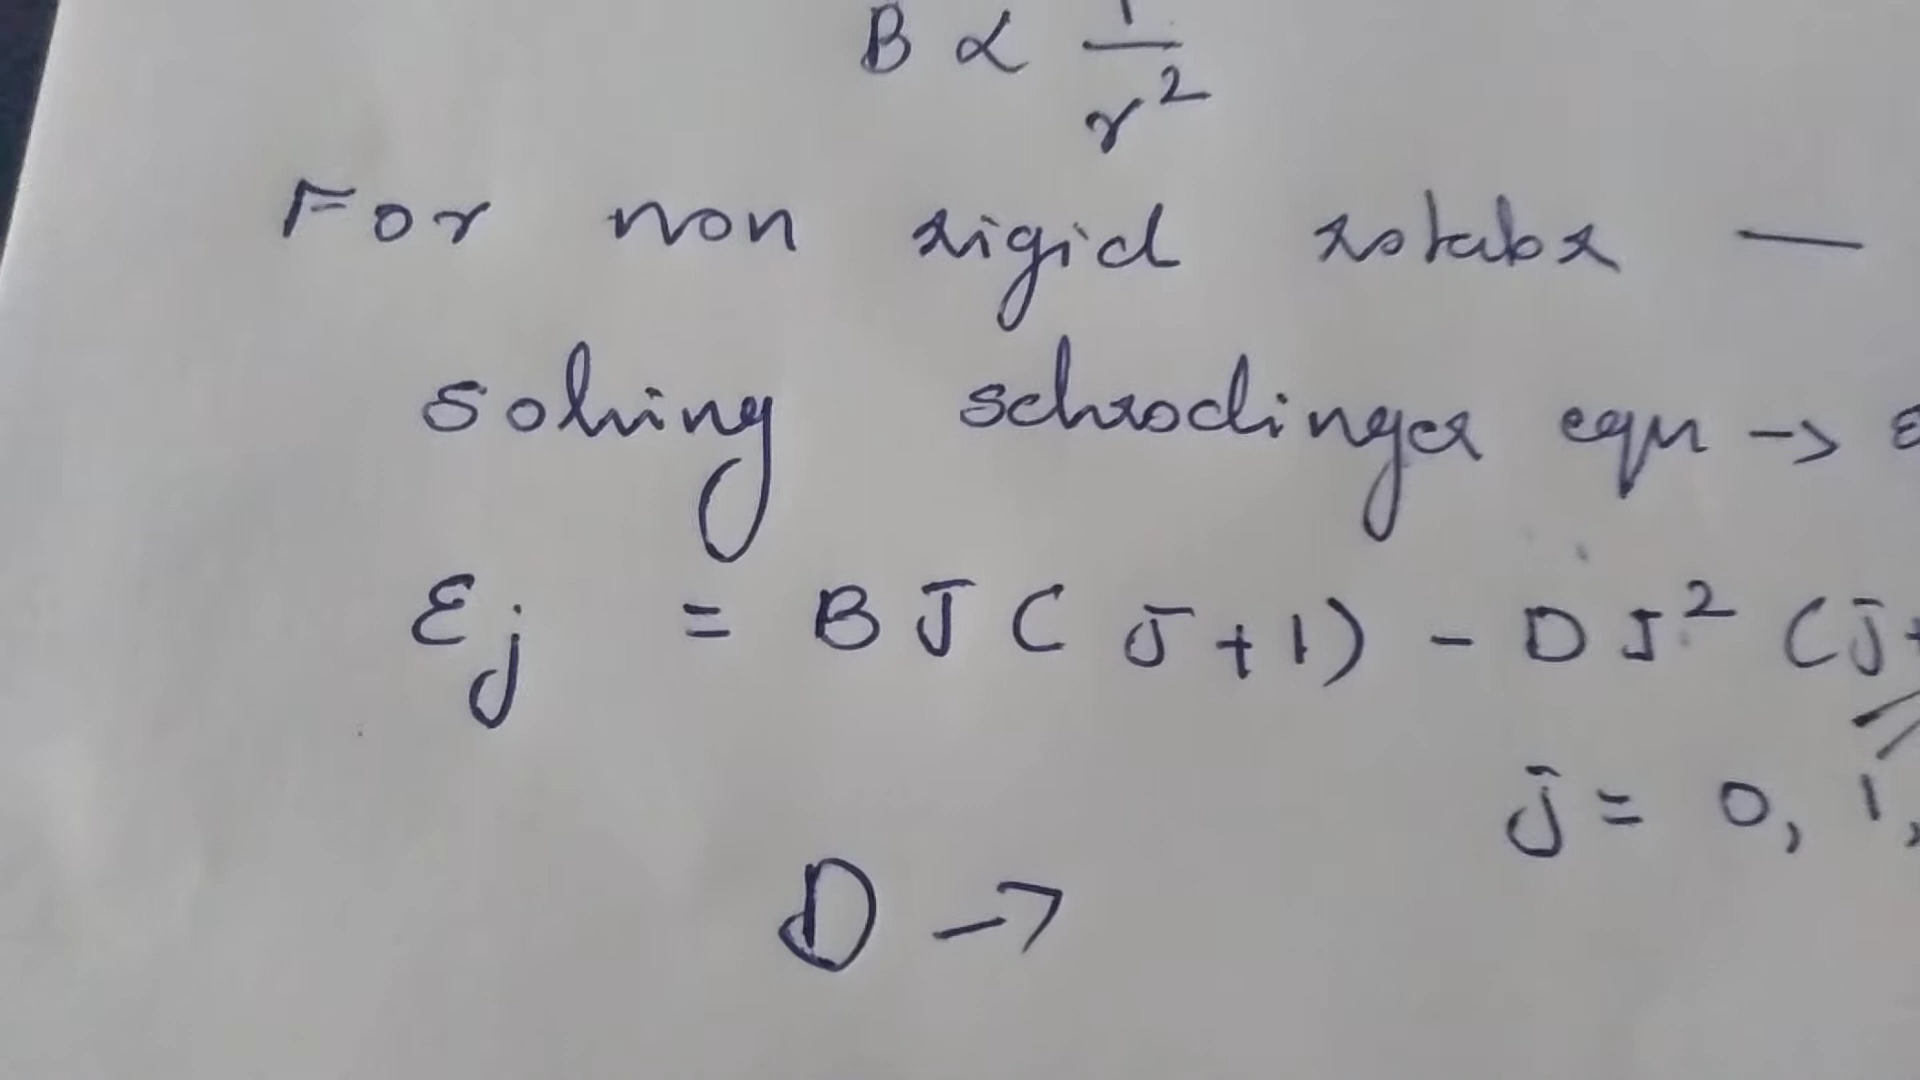 B ∝ 1/r²
For non rigid rotator —
solving schrodinger eqn → ε
εj = BJ(J+1) - DJ²(J+
J = 0, 1,
D →